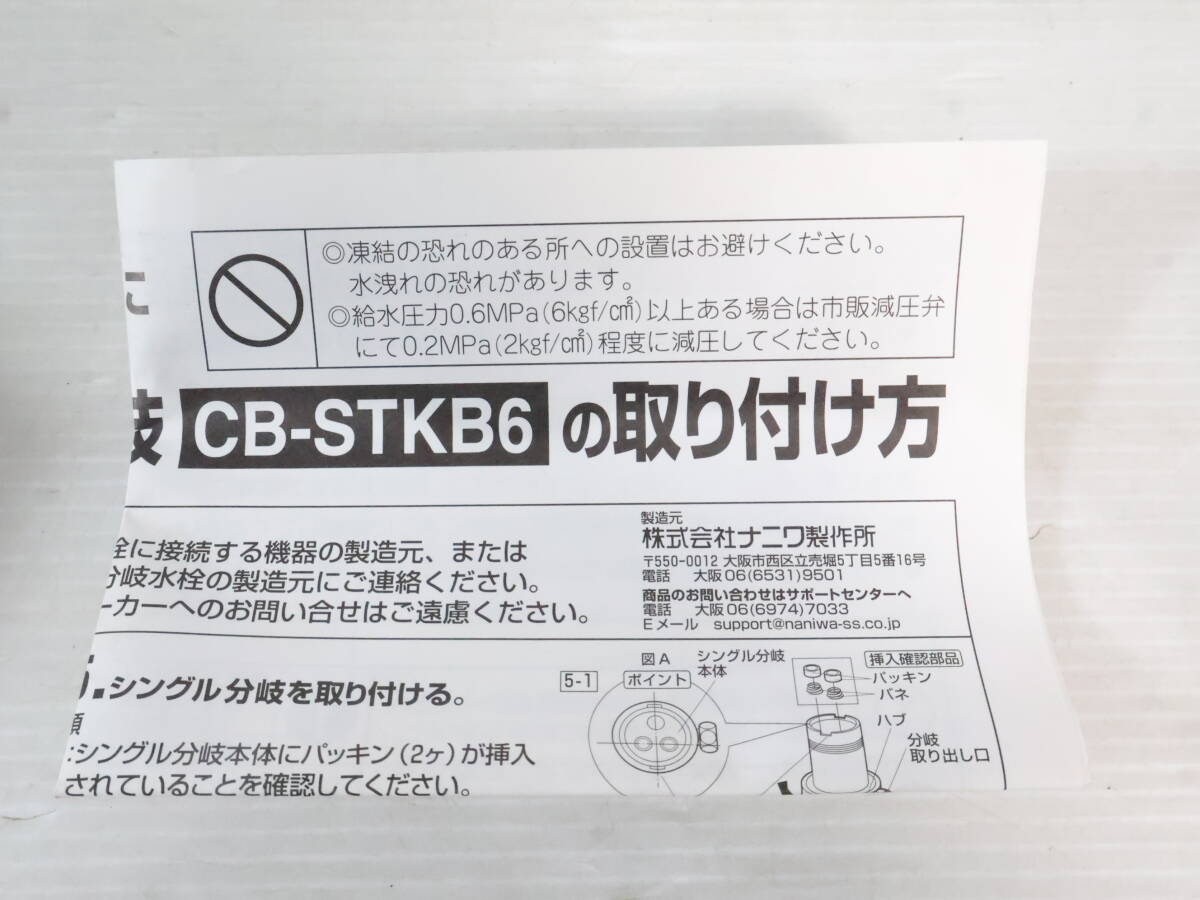 ◎凍結の恐れのある所への設置はお避けください。
水洩れの恐れがあります。
◎給水圧力0.6MPa(6kgf/c㎡)以上ある場合は市販減圧弁
にて0.2MPa(2kgf/c㎡)程度に減圧してください。
に
岐 CB-STKB6 の取り付け方
栓に接続する機器の製造元、または
分岐水栓の製造元にご連絡ください。
ーカーへのお問い合せはご遠慮ください。
製造元
株式会社ナニワ製作所
〒550-0012 大阪市西区立売堀5丁目5番16号
電話 大阪06(6531)9501
商品のお問い合わせはサポートセンターへ
電話 大阪06(6974)7033
Eメール support@naniwa-ss.co.jp
5.シングル分岐を取り付ける。
順
:シングル分岐本体にパッキン(2ヶ)が挿入
されていることを確認してください。
5-1
図A
ポイント
シングル分岐
本体
挿入確認部品
パッキン
バネ
ハブ
分岐
取り出し口